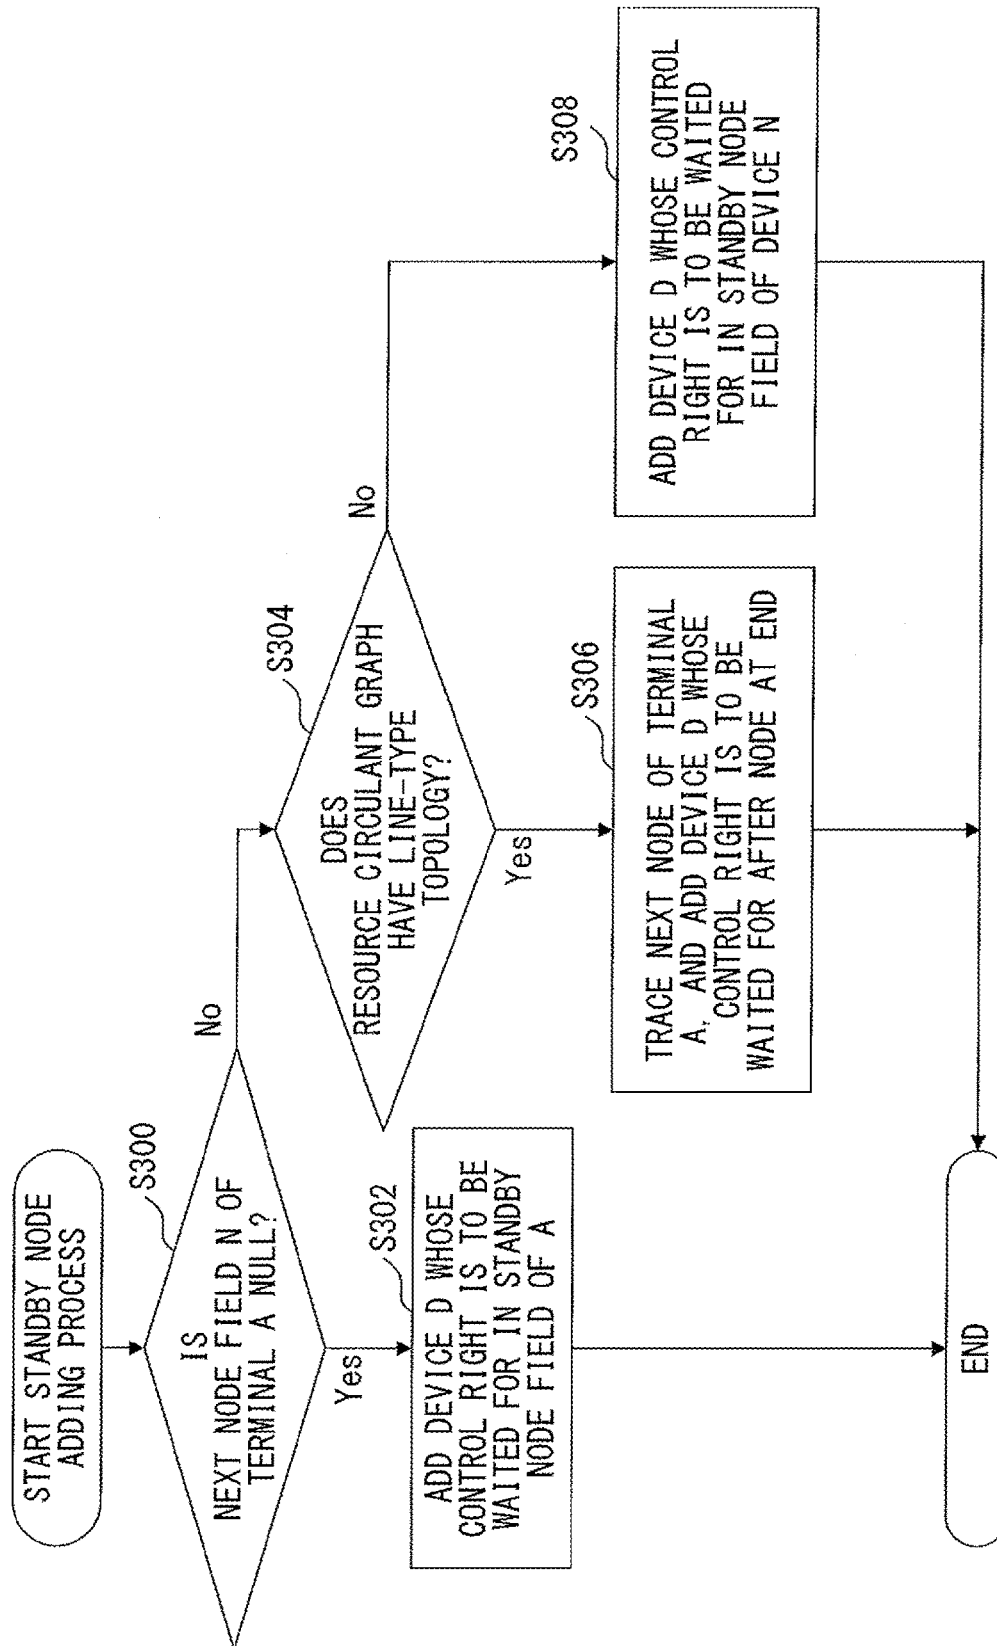 START STANDBY NODE
ADDING PROCESS
S300
IS
NEXT NODE FIELD N OF
TERMINAL A NULL?
No
Yes
S302
ADD DEVICE D WHOSE
CONTROL RIGHT IS TO BE
WAITED FOR IN STANDBY
NODE FIELD OF A
S304
DOES
RESOURCE CIRCULANT GRAPH
HAVE LINE-TYPE
TOPOLOGY?
No
Yes
S306
TRACE NEXT NODE OF TERMINAL
A, AND ADD DEVICE D WHOSE
CONTROL RIGHT IS TO BE
WAITED FOR AFTER NODE AT END
S308
ADD DEVICE D WHOSE CONTROL
RIGHT IS TO BE WAITED
FOR IN STANDBY NODE
FIELD OF DEVICE N
END